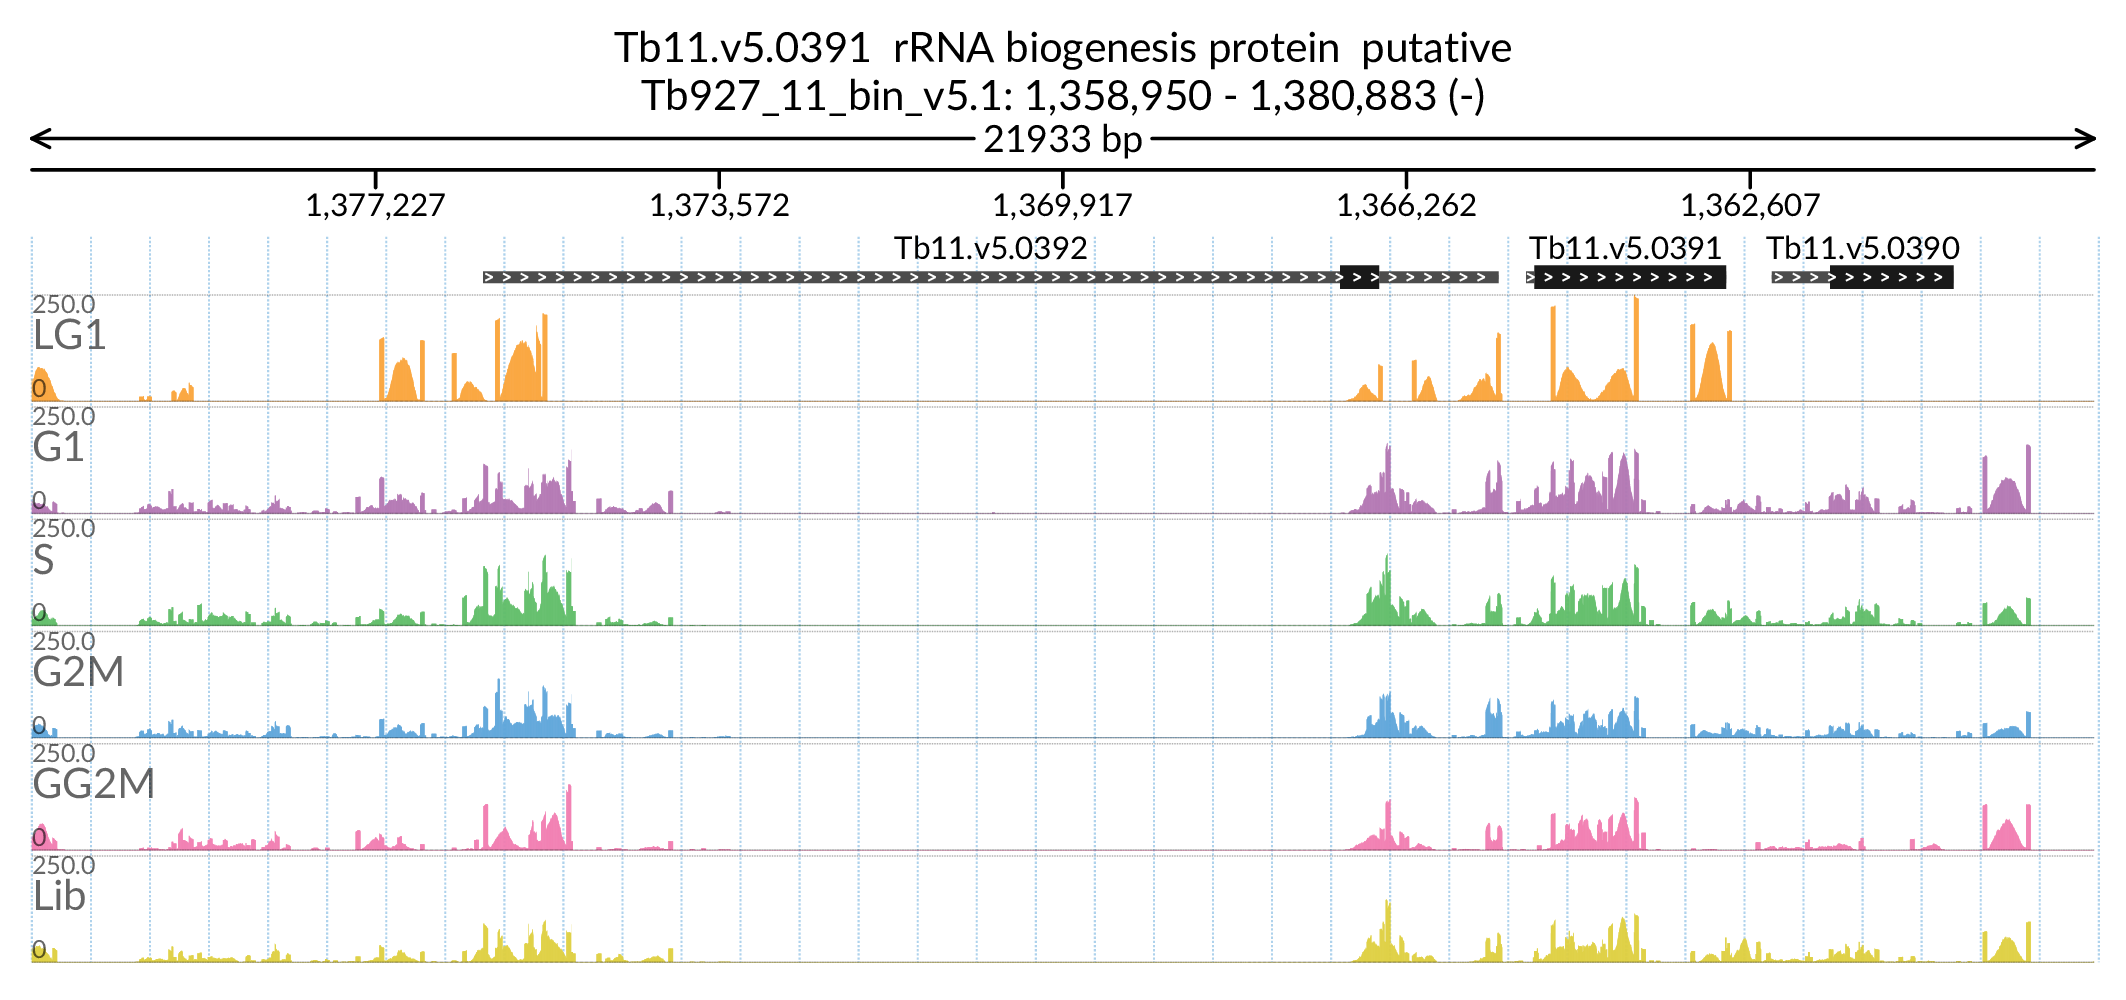 Tb11.v5.0391 rRNA biogenesis protein putative
Tb927_11_bin_v5.1: 1,358,950 - 1,380,883 (-)
21933 bp
1,377,227 1,373,572 1,369,917 1,366,262 1,362,607
Tb11.v5.0392 Tb11.v5.0391 Tb11.v5.0390
250.0
LG1
0
250.0
G1
0
250.0
S
0
250.0
G2M
0
250.0
GG2M
0
250.0
Lib
0